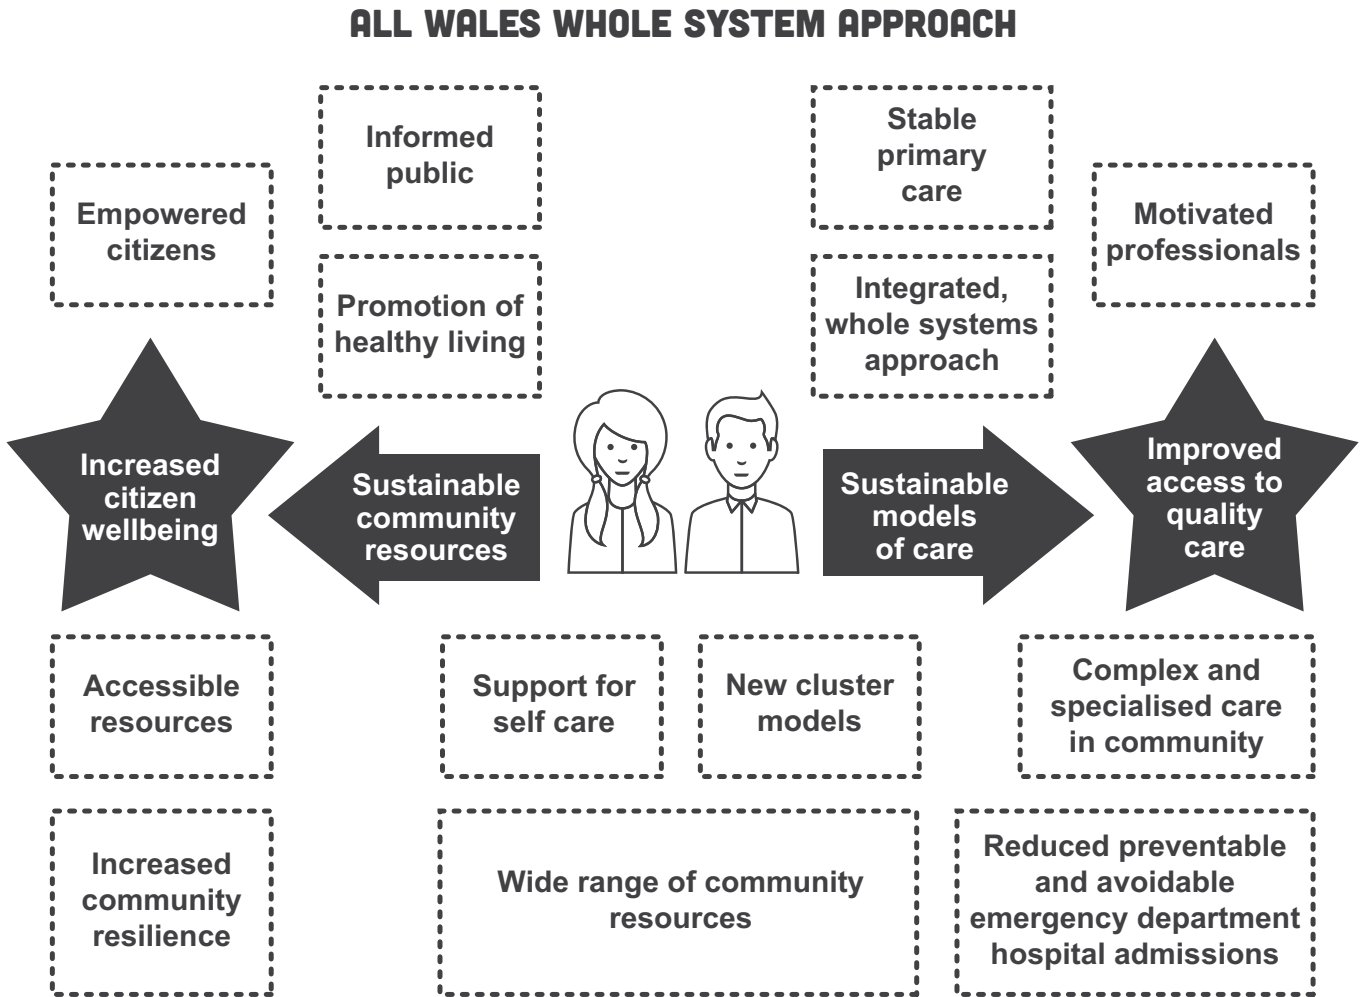 ALL WALES WHOLE SYSTEM APPROACH
Informed
public
Stable
primary
care
Empowered
citizens
Motivated
professionals
Promotion of
healthy living
Integrated,
whole systems
approach
Increased
citizen
wellbeing
Sustainable
community
resources
Sustainable
models
of care
Improved
access to
quality
care
Accessible
resources
Support for
self care
New cluster
models
Complex and
specialised care
in community
Increased
community
resilience
Wide range of community
resources
Reduced preventable
and avoidable
emergency department
hospital admissions